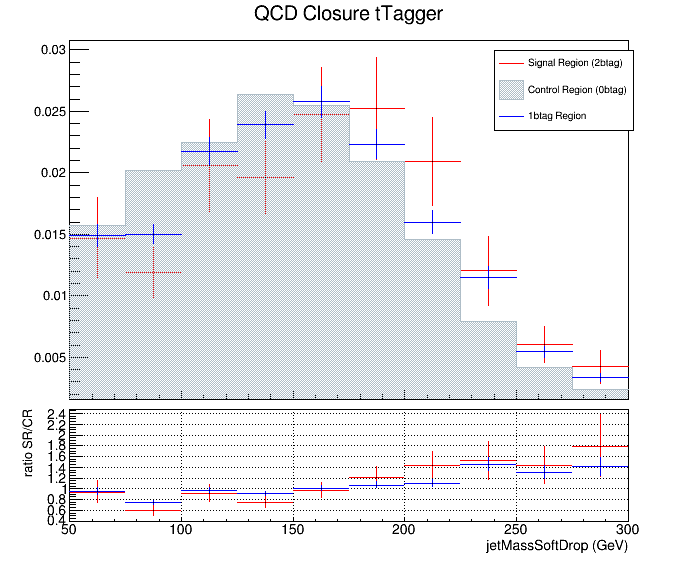 QCD Closure tTagger
0.03
0.025
0.02
0.015
0.01
0.005
Signal Region (2btag)
Control Region (0btag)
1btag Region
ratio SR/CR
2.4
2.2
2
1.8
1.6
1.4
1.2
1
0.8
0.6
0.4
50 100 150 200 250 300
jetMassSoftDrop (GeV)